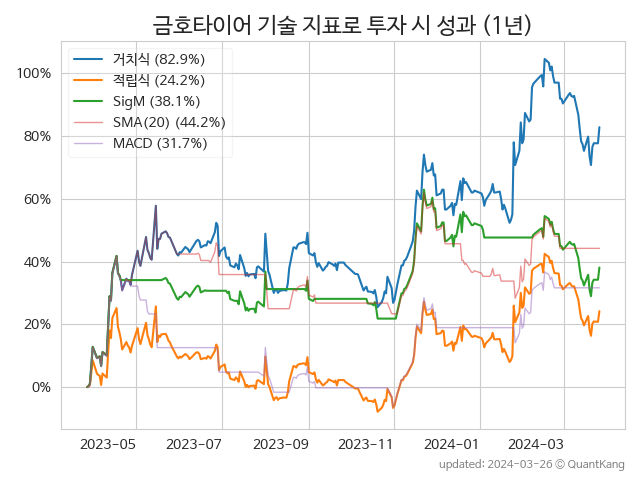 금호타이어 기술 지표로 투자 시 성과 (1년)
거치식 (82.9%)
적립식 (24.2%)
SigM (38.1%)
SMA(20) (44.2%)
MACD (31.7%)
100%
80%
60%
40%
20%
0%
2023-05 2023-07 2023-09 2023-11 2024-01 2024-03
updated: 2024-03-26 © QuantKang